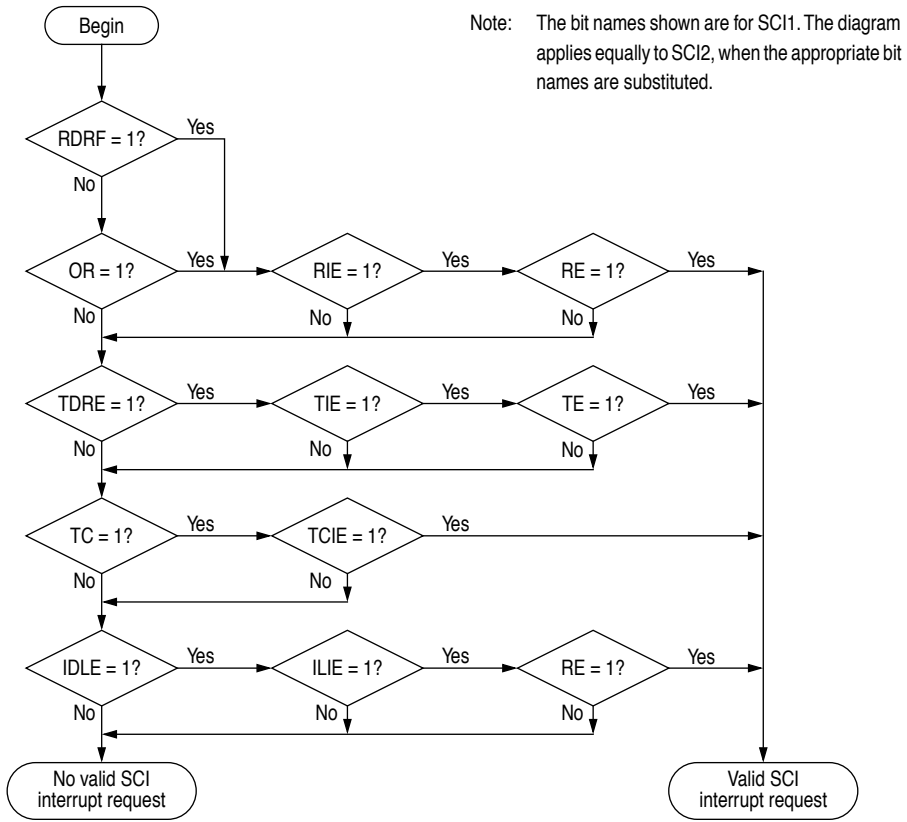 Begin
Note: The bit names shown are for SCI1. The diagram
applies equally to SCI2, when the appropriate bit
names are substituted.
RDRF = 1?
Yes
No
OR = 1?
Yes
RIE = 1?
Yes
RE = 1?
Yes
No
No
No
TDRE = 1?
Yes
TIE = 1?
Yes
TE = 1?
Yes
No
No
No
TC = 1?
Yes
TCIE = 1?
Yes
No
No
IDLE = 1?
Yes
ILIE = 1?
Yes
RE = 1?
Yes
No
No
No
No valid SCI
interrupt request
Valid SCI
interrupt request